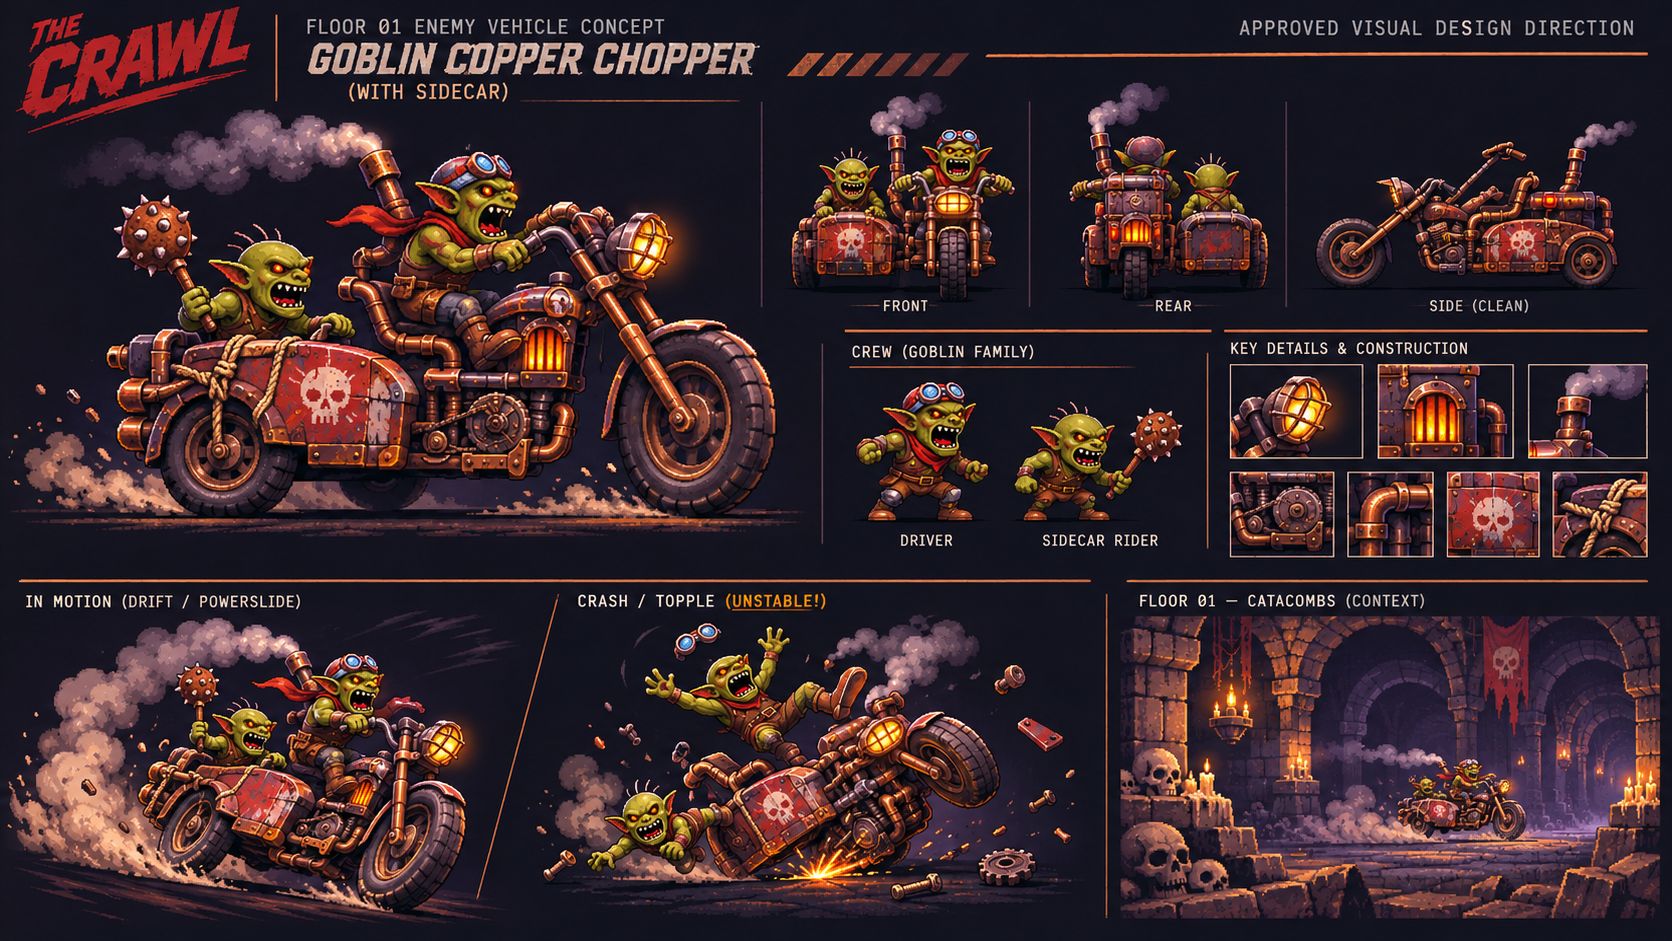 THE
CRAWL
FLOOR 01 ENEMY VEHICLE CONCEPT
GOBLIN COPPER CHOPPER
(WITH SIDECAR)
APPROVED VISUAL DESIGN DIRECTION
FRONT
REAR
SIDE (CLEAN)
CREW (GOBLIN FAMILY)
DRIVER
SIDECAR RIDER
KEY DETAILS & CONSTRUCTION
IN MOTION (DRIFT / POWERSLIDE)
CRASH / TOPPLE (UNSTABLE!)
FLOOR 01 — CATACOMBS (CONTEXT)